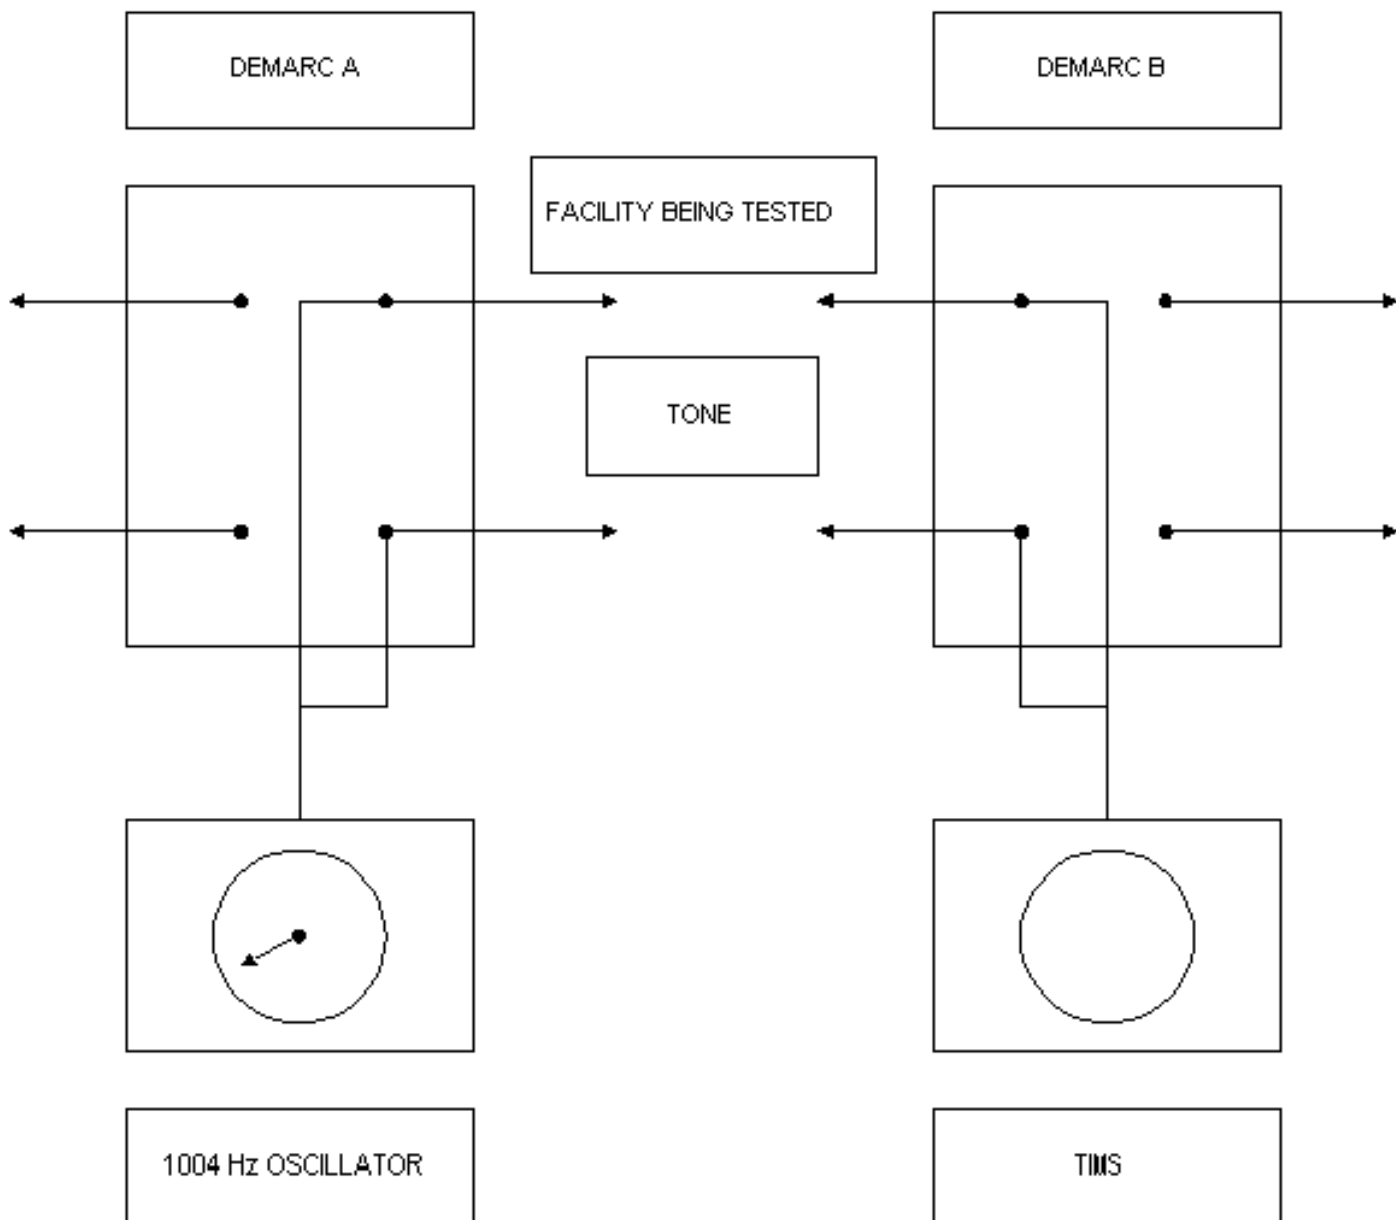 DEMARC A
DEMARC B
FACILITY BEING TESTED
TONE
1004 Hz OSCILLATOR
TIMS